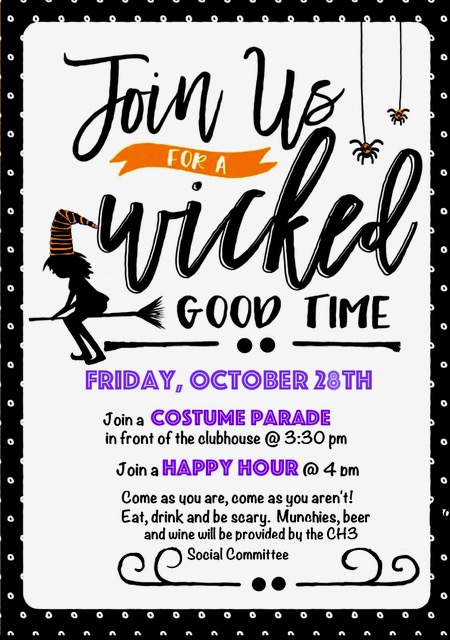 Join Us
FOR A
wicked
GOOD TIME
FRIDAY, OCTOBER 28TH
Join a COSTUME PARADE
in front of the clubhouse @ 3:30 pm
Join a HAPPY HOUR @ 4 pm
Come as you are, come as you aren't!
Eat, drink and be scary. Munchies, beer
and wine will be provided by the CH3
Social Committee